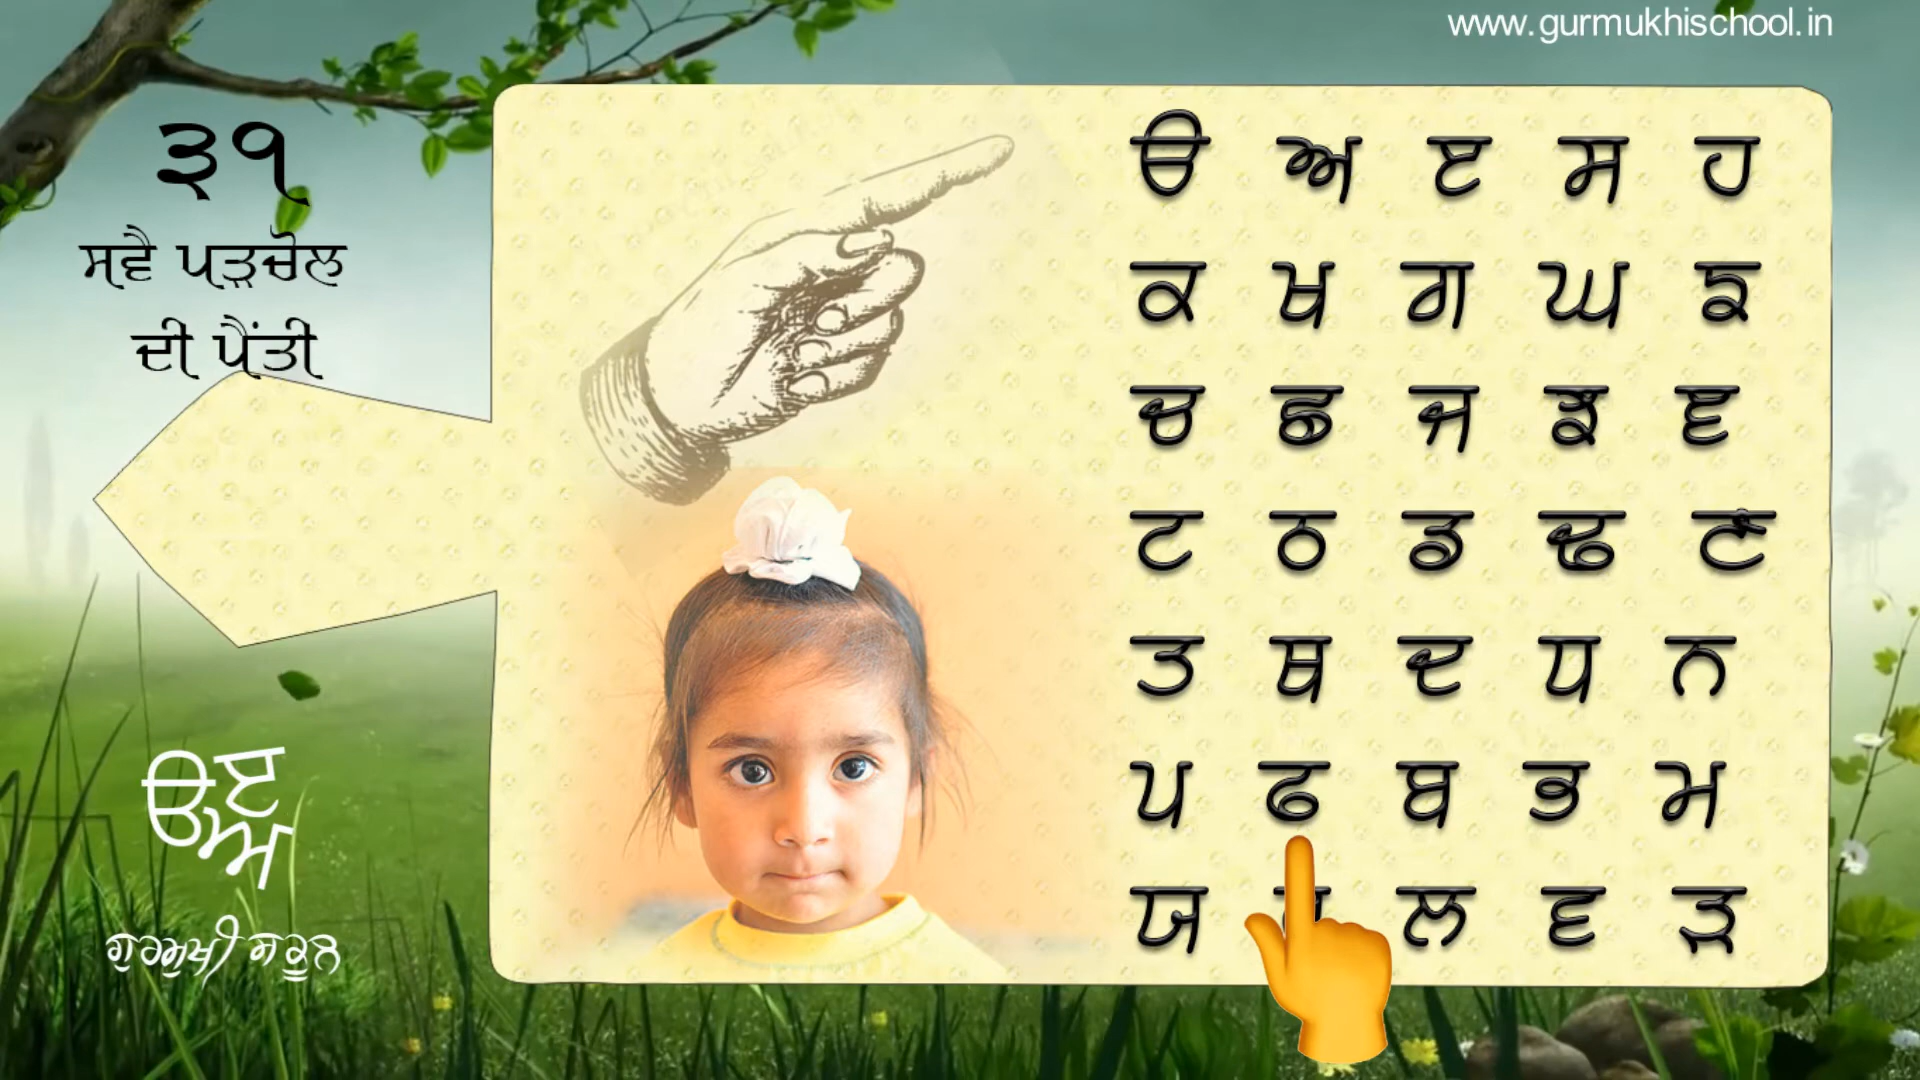 www.gurmukhischool.in
੩੧
ਸਵੈ ਪੜਚੋਲ
ਦੀ ਪੈਂਤੀ
ੳ ਅ ੲ ਸ ਹ
ਕ ਖ ਗ ਘ ਙ
ਚ ਛ ਜ ਝ ਞ
ਟ ਠ ਡ ਢ ਣ
ਤ ਥ ਦ ਧ ਨ
ਪ ਫ ਬ ਭ ਮ
ਯ ਲ ਵ ੜ
ੳ ਅ ੲ
ਗੁਰਮੁਖੀ ਸਕੂਲ